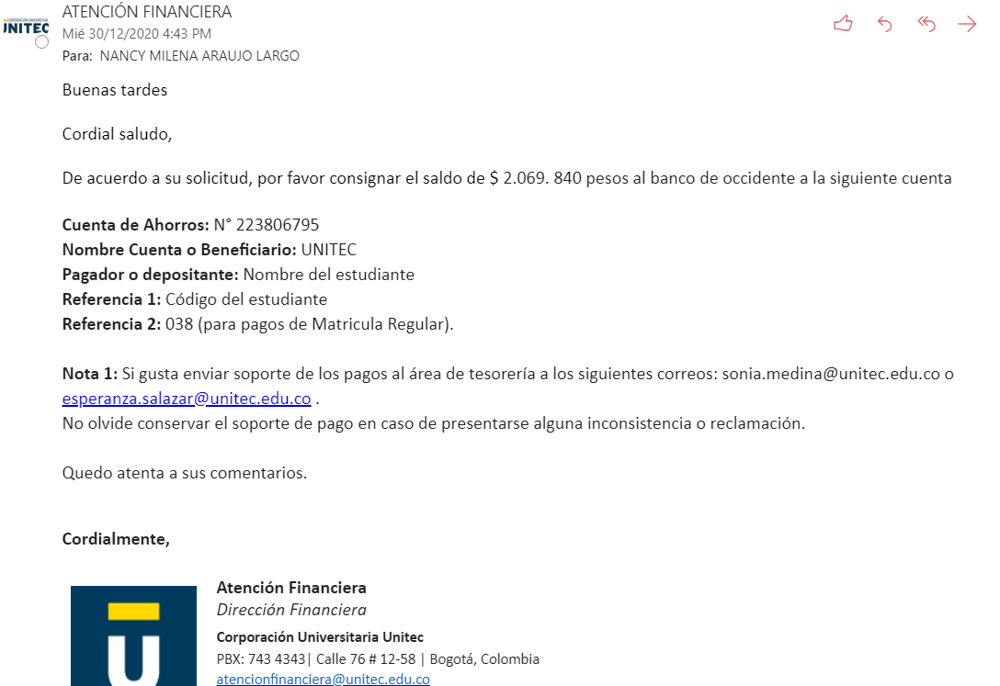 CORPORACIÓN UNIVERSITARIA
UNITEC
ATENCIÓN FINANCIERA
Mié 30/12/2020 4:43 PM
Para: NANCY MILENA ARAUJO LARGO
Buenas tardes
Cordial saludo,
De acuerdo a su solicitud, por favor consignar el saldo de $ 2.069. 840 pesos al banco de occidente a la siguiente cuenta
Cuenta de Ahorros: N° 223806795
Nombre Cuenta o Beneficiario: UNITEC
Pagador o depositante: Nombre del estudiante
Referencia 1: Código del estudiante
Referencia 2: 038 (para pagos de Matricula Regular).
Nota 1: Si gusta enviar soporte de los pagos al área de tesorería a los siguientes correos: sonia.medina@unitec.edu.co o
esperanza.salazar@unitec.edu.co .
No olvide conservar el soporte de pago en caso de presentarse alguna inconsistencia o reclamación.
Quedo atenta a sus comentarios.
Cordialmente,
Atención Financiera
Dirección Financiera
Corporación Universitaria Unitec
PBX: 743 4343| Calle 76 # 12-58 | Bogotá, Colombia
atencionfinanciera@unitec.edu.co